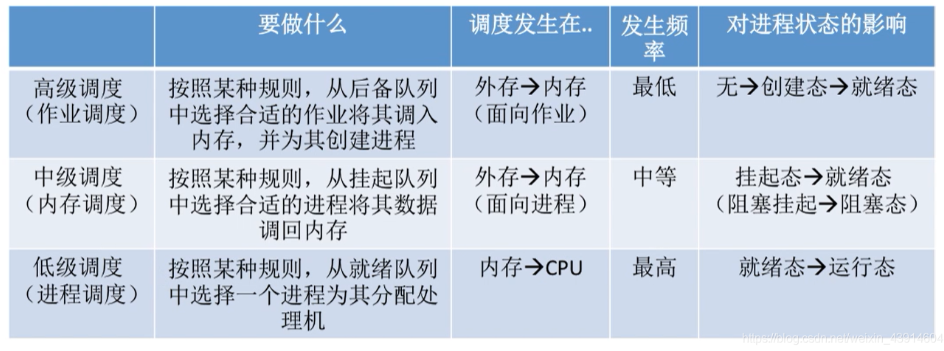 要做什么 调度发生在.. 发生频率 对进程状态的影响
高级调度（作业调度） 按照某种规则，从后备队列中选择合适的作业将其调入内存，并为其创建进程 外存→内存（面向作业） 最低 无→创建态→就绪态
中级调度（内存调度） 按照某种规则，从挂起队列中选择合适的进程将其数据调回内存 外存→内存（面向进程） 中等 挂起态→就绪态（阻塞挂起→阻塞态）
低级调度（进程调度） 按照某种规则，从就绪队列中选择一个进程为其分配处理机 内存→CPU 最高 就绪态→运行态